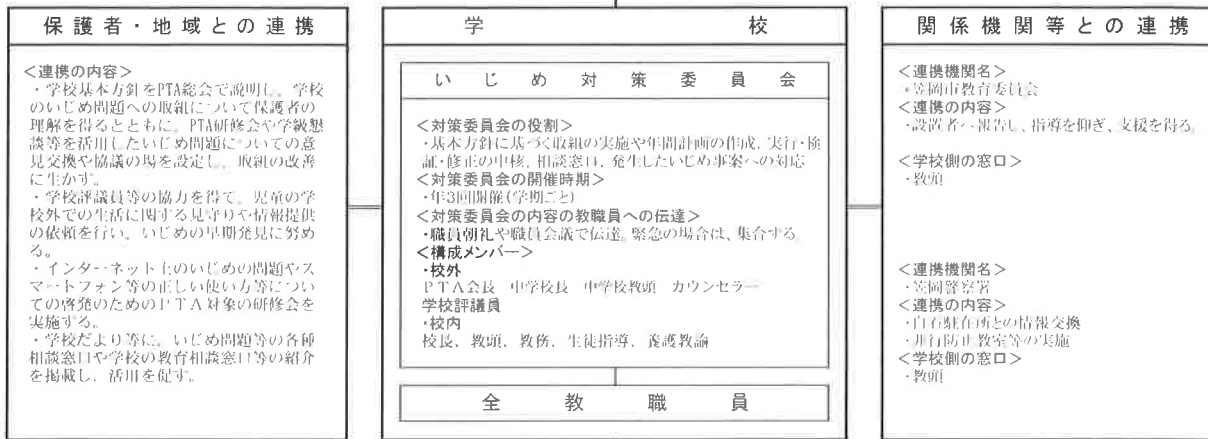 保護者・地域との連携
＜連携の内容＞
・学校基本方針をPTA総会で説明し、学校
のいじめ問題への取組について保護者の
理解を得るとともに、PTA研修会や学級懇
談等を活用したいじめ問題についての意
見交換や協議の場を設定し、取組の改善
に生かす。
・学校評議員等の協力を得て、児童の学
校外での生活に関する見守りや情報提供
の依頼を行い、いじめの早期発見に努め
る。
・インターネット上のいじめの問題やス
マートフォン等の正しい使い方等につい
ての啓発のためのPTA対象の研修会を
実施する。
・学校だより等に、いじめ問題等の各種
相談窓口や学校の教育相談窓口等の紹介
を掲載し、活用を促す。
学校
いじめ対策委員会
＜対策委員会の役割＞
・基本方針に基づく取組の実施や年間計画の作成、実行・検
証・修正の中核、相談窓口、発生したいじめ事案への対応
＜対策委員会の開催時期＞
・年3回開催(学期ごと)
＜対策委員会の内容の教職員への伝達＞
・職員朝礼や職員会議で伝達。緊急の場合は、集合する。
＜構成メンバー＞
・校外
PTA会長　中学校長　中学校教頭　カウンセラー
学校評議員
・校内
校長、教頭、教務、生徒指導、養護教諭
全教職員
関係機関等との連携
＜連携機関名＞
・笠岡市教育委員会
＜連携の内容＞
・設置者へ報告し、指導を仰ぎ、支援を得る。
＜学校側の窓口＞
・教頭
＜連携機関名＞
・笠岡警察署
＜連携の内容＞
・白石駐在所との情報交換
・非行防止教室等の実施
＜学校側の窓口＞
・教頭